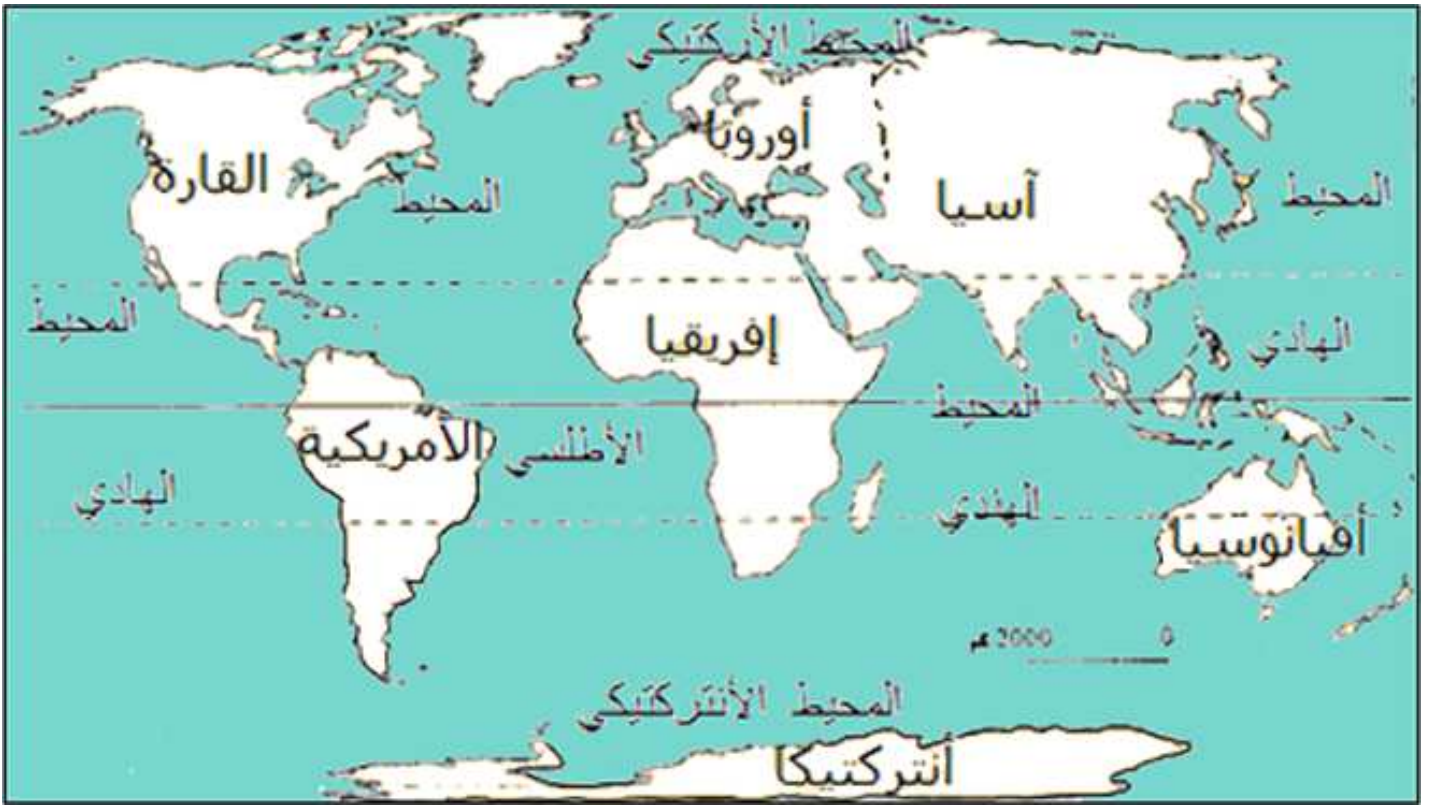 المحيط الأركتيكي
أوروبا
القارة
آسيا
المحيط
المحيط
المحيط
إفريقيا
الهادي
المحيط
الأمريكية
الأطلسي
الهادي
الهندي
أقيانوسيا
2000 كم 0
المحيط الأنتركتيكي
أنتركتيكا